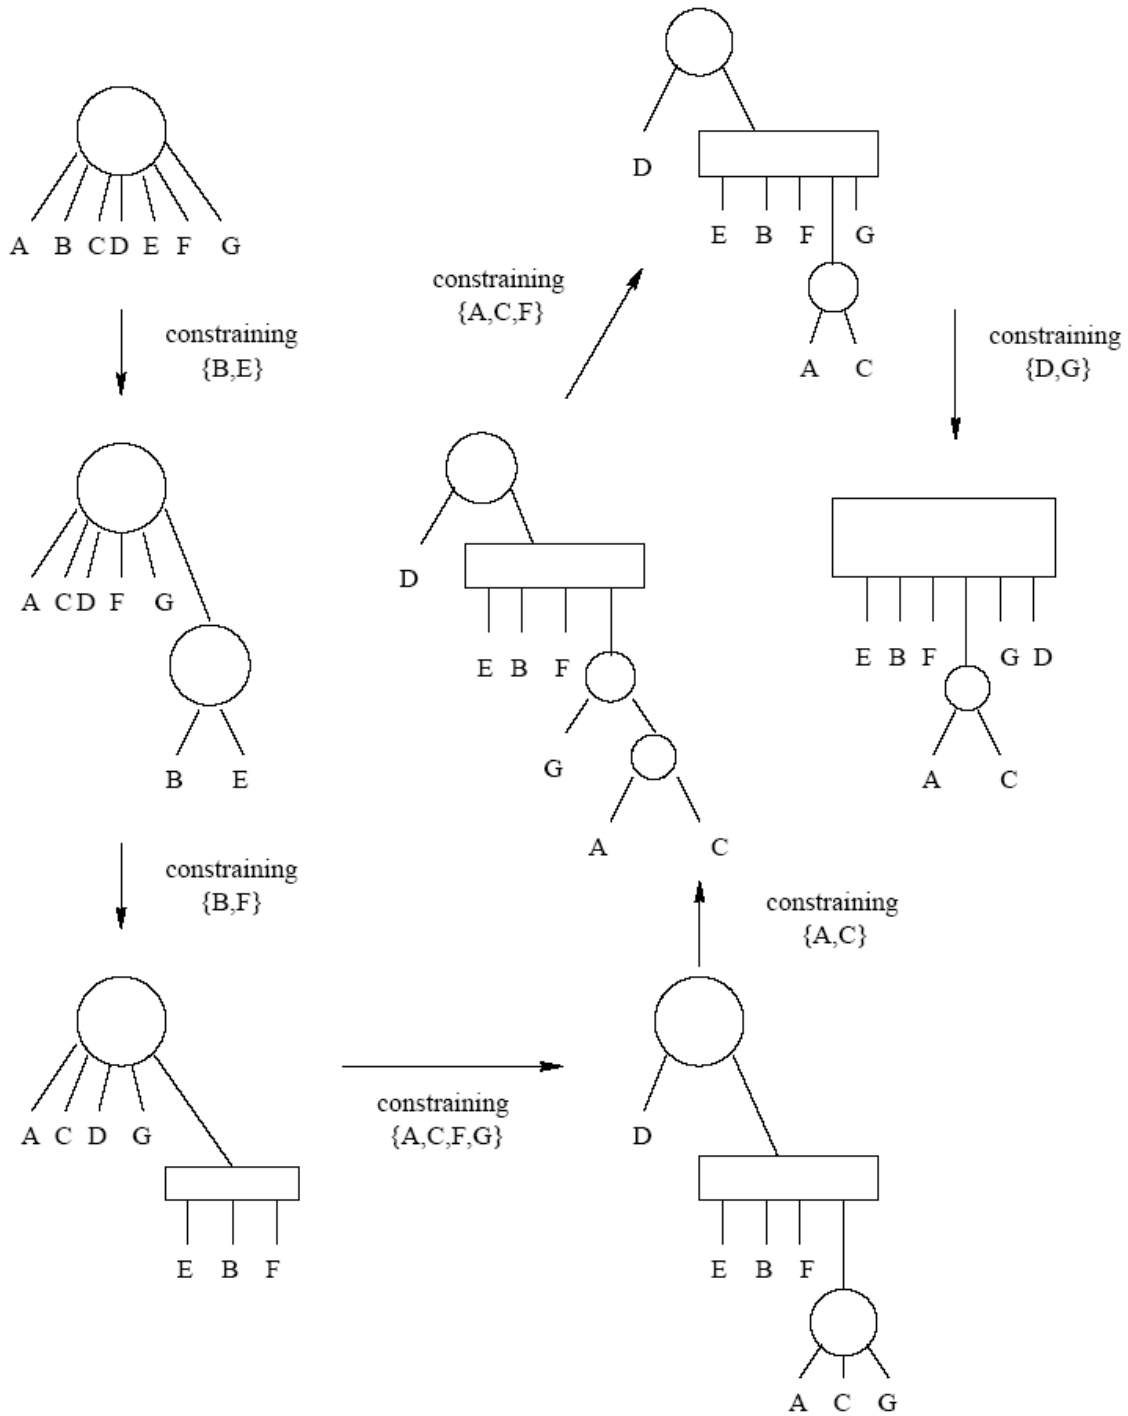 A B C D E F G
constraining
{B,E}
A C D F G
B E
constraining
{B,F}
A C D G
E B F
constraining
{A,C,F,G}
D
E B F
A C G
constraining
{A,C}
D
E B F
G
A C
constraining
{A,C,F}
D
E B F G
A C
constraining
{D,G}
E B F G D
A C